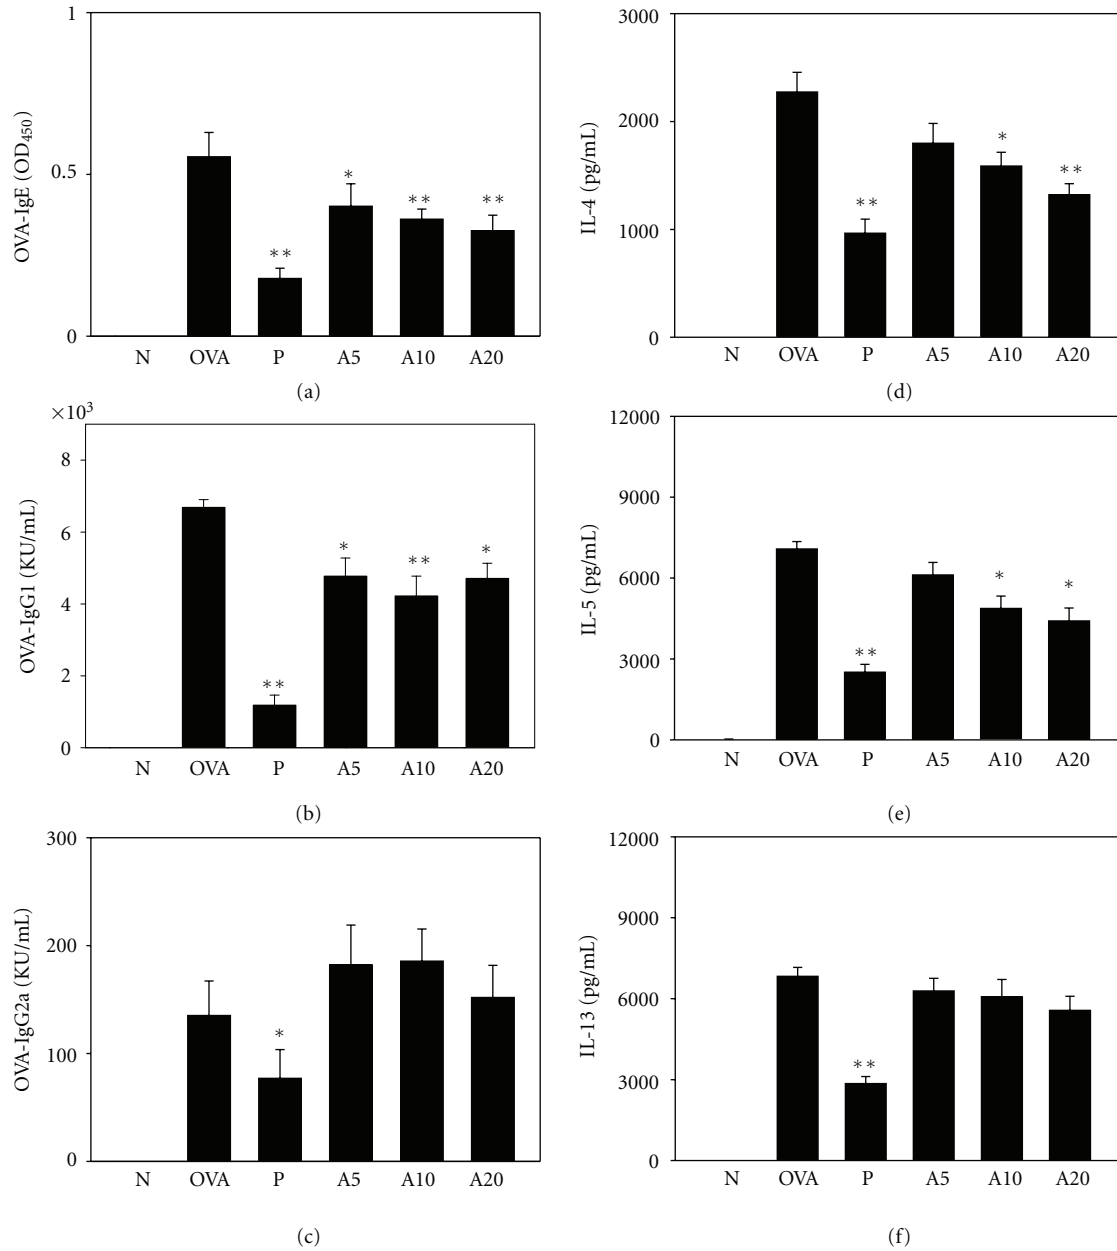 1
0.5
0
OVA-IgE (OD450)
N OVA P A5 A10 A20
** * ** **
(a)
×10³
8
6
4
2
0
OVA-IgG1 (KU/mL)
N OVA P A5 A10 A20
** * ** *
(b)
300
200
100
0
OVA-IgG2a (KU/mL)
N OVA P A5 A10 A20
*
(c)
3000
2000
1000
0
IL-4 (pg/mL)
N OVA P A5 A10 A20
** * **
(d)
12000
9000
6000
3000
0
IL-5 (pg/mL)
N OVA P A5 A10 A20
** * *
(e)
12000
9000
6000
3000
0
IL-13 (pg/mL)
N OVA P A5 A10 A20
**
(f)